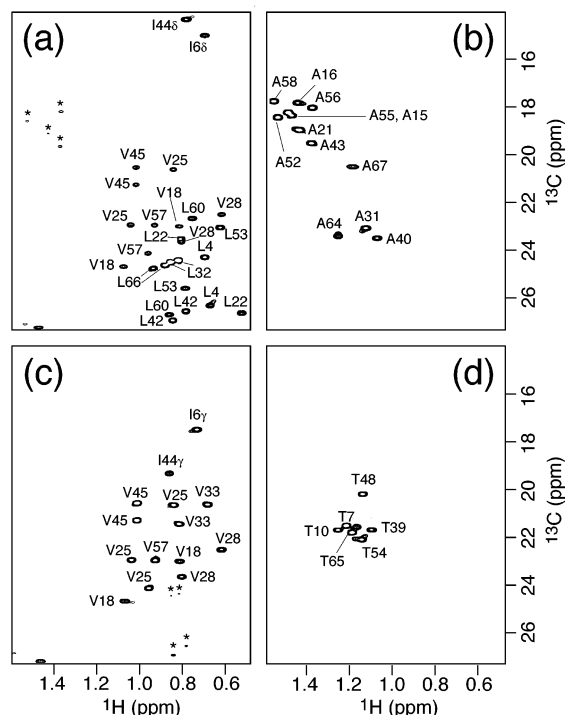 (a)
I44δ
I6δ
*
*
*
*
V45
V25
V45
V18
L60
V28
V25
V57
L22
V28
L53
V57
L4
V18
L66
L32
L53
L4
L60
L42
L22
L42
(b)
A58
A16
A56
A55, A15
A21
A43
A52
A67
A64
A31
A40
16
18
20
22
24
26
13C (ppm)
(c)
I6γ
I44γ
V45
V25
V33
V45
V33
V25
V57
V18
V28
V25
V28
V18
*
*
*
*
(d)
T48
T7
T10
T39
T65
T54
16
18
20
22
24
26
13C (ppm)
1.4
1.2
1.0
0.8
0.6
1H (ppm)
1.4
1.2
1.0
0.8
0.6
1H (ppm)